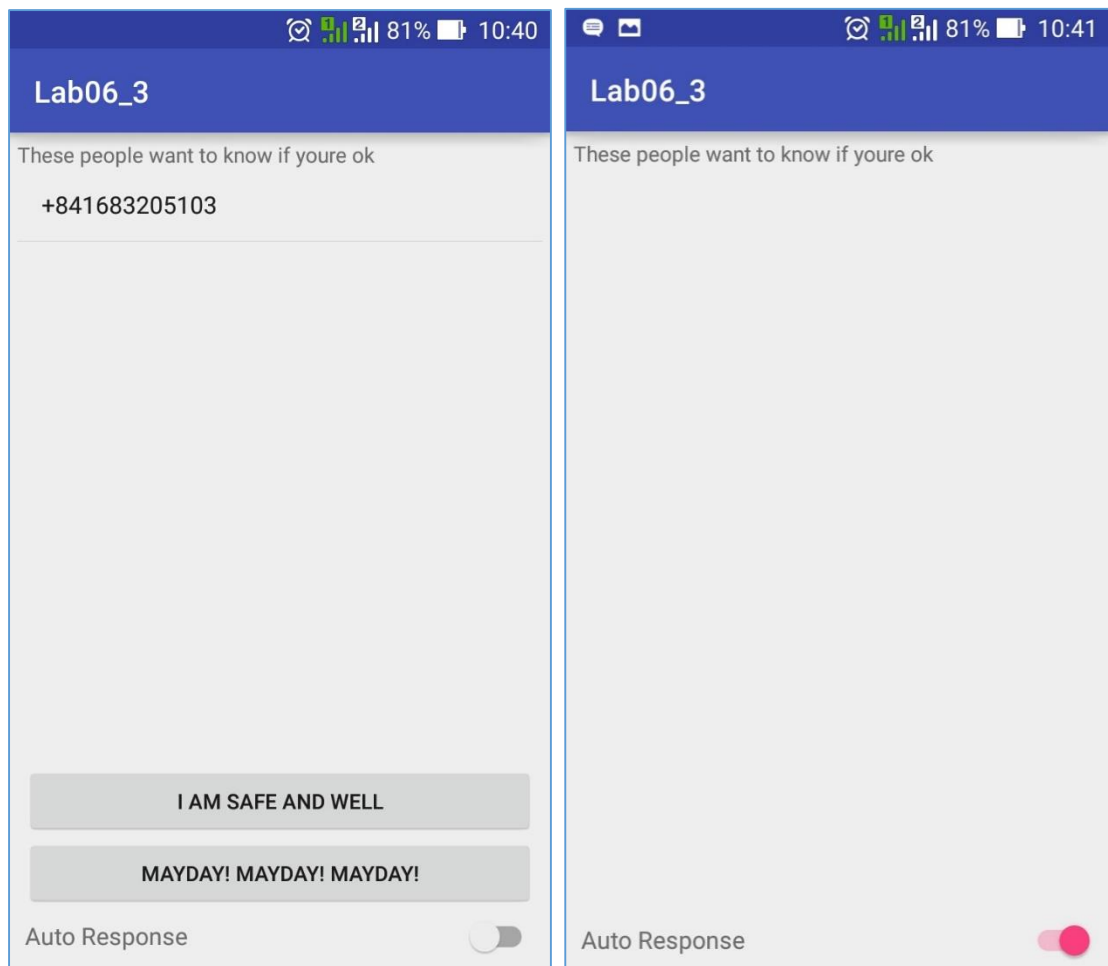 81% 10:40
Lab06_3
These people want to know if youre ok
+841683205103
I AM SAFE AND WELL
MAYDAY! MAYDAY! MAYDAY!
Auto Response
81% 10:41
Lab06_3
These people want to know if youre ok
Auto Response